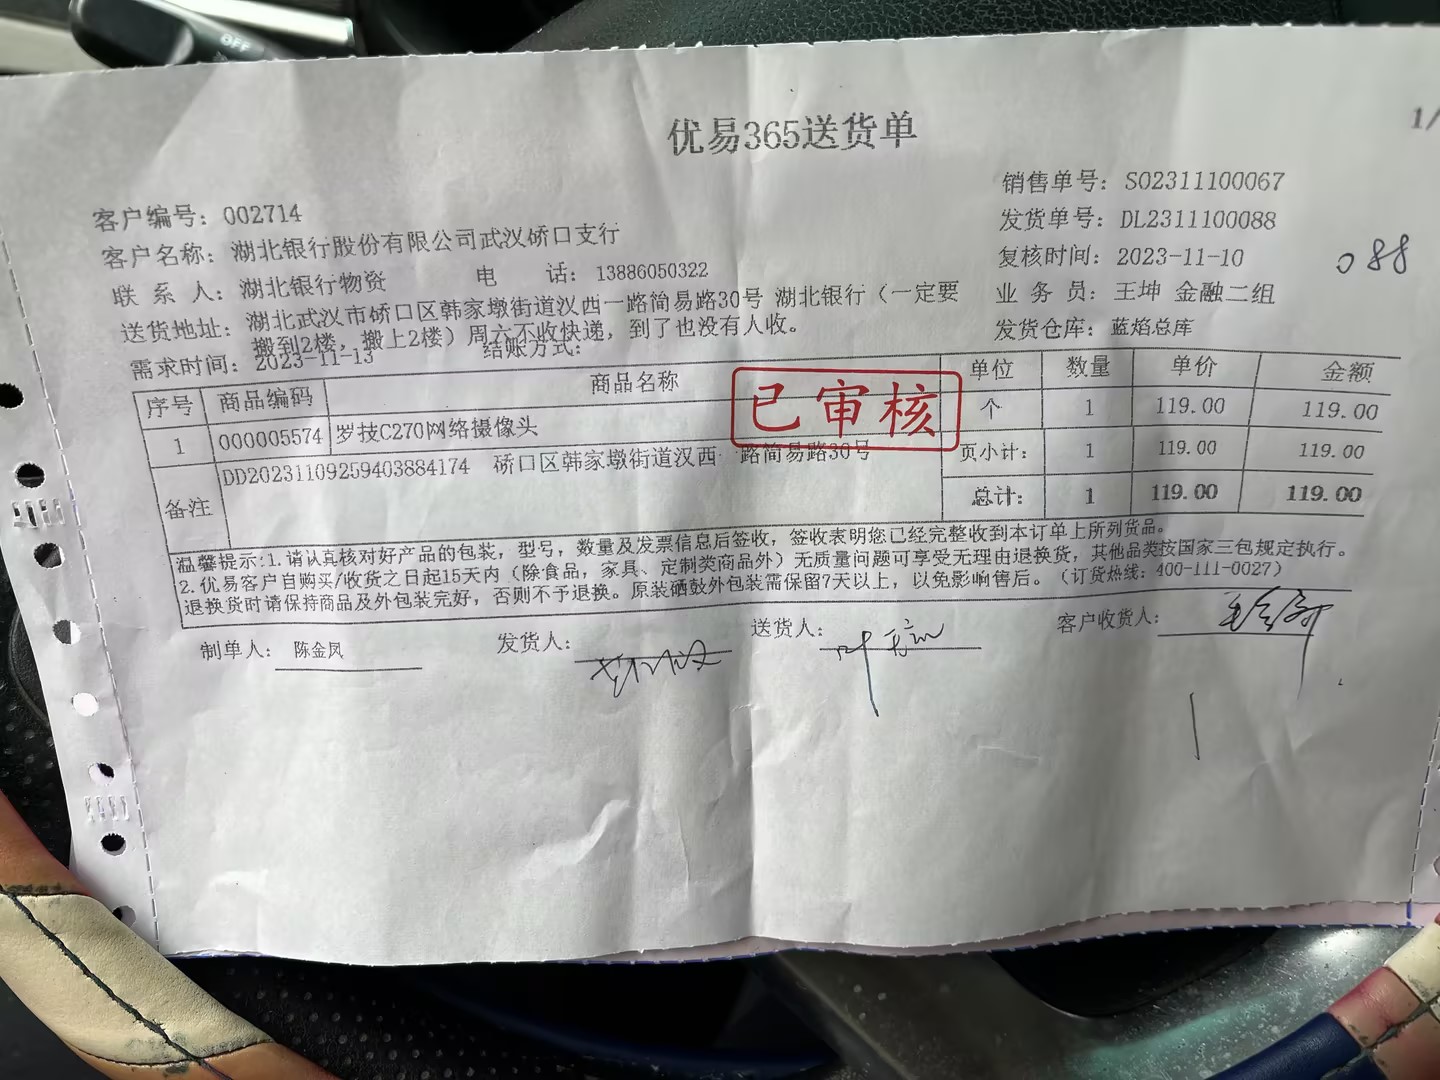 OFF
优易365送货单
1/
客户编号：002714
销售单号：SO2311100067
客户名称：湖北银行股份有限公司武汉硚口支行
发货单号：DL2311100088
联 系 人：湖北银行物资 电 话：13886050322
复核时间：2023-11-10
088
送货地址：湖北武汉市硚口区韩家墩街道汉西一路简易路30号 湖北银行（一定要
搬到2楼，搬上2楼）周六不收快递，到了也没有人收。
业 务 员：王坤 金融二组
需求时间：2023-11-13 结账方式：
发货仓库：蓝焰总库
序号 商品编码 商品名称 单位 数量 单价 金额
已审核
1 000005574 罗技C270网络摄像头 个 1 119.00 119.00
备注 DD20231109259403884174 硚口区韩家墩街道汉西 路简易路30号
页小计： 1 119.00 119.00
总计： 1 119.00 119.00
温馨提示：1.请认真核对好产品的包装，型号，数量及发票信息后签收，签收表明您已经完整收到本订单上所列货品。
2.优易客户自购买/收货之日起15天内（除食品，家具、定制类商品外）无质量问题可享受无理由退换货，其他品类按国家三包规定执行。
退换货时请保持商品及外包装完好，否则不予退换。原装硒鼓外包装需保留7天以上，以免影响售后。（订货热线：400-111-0027）
制单人： 陈金凤 发货人： 送货人： 客户收货人：